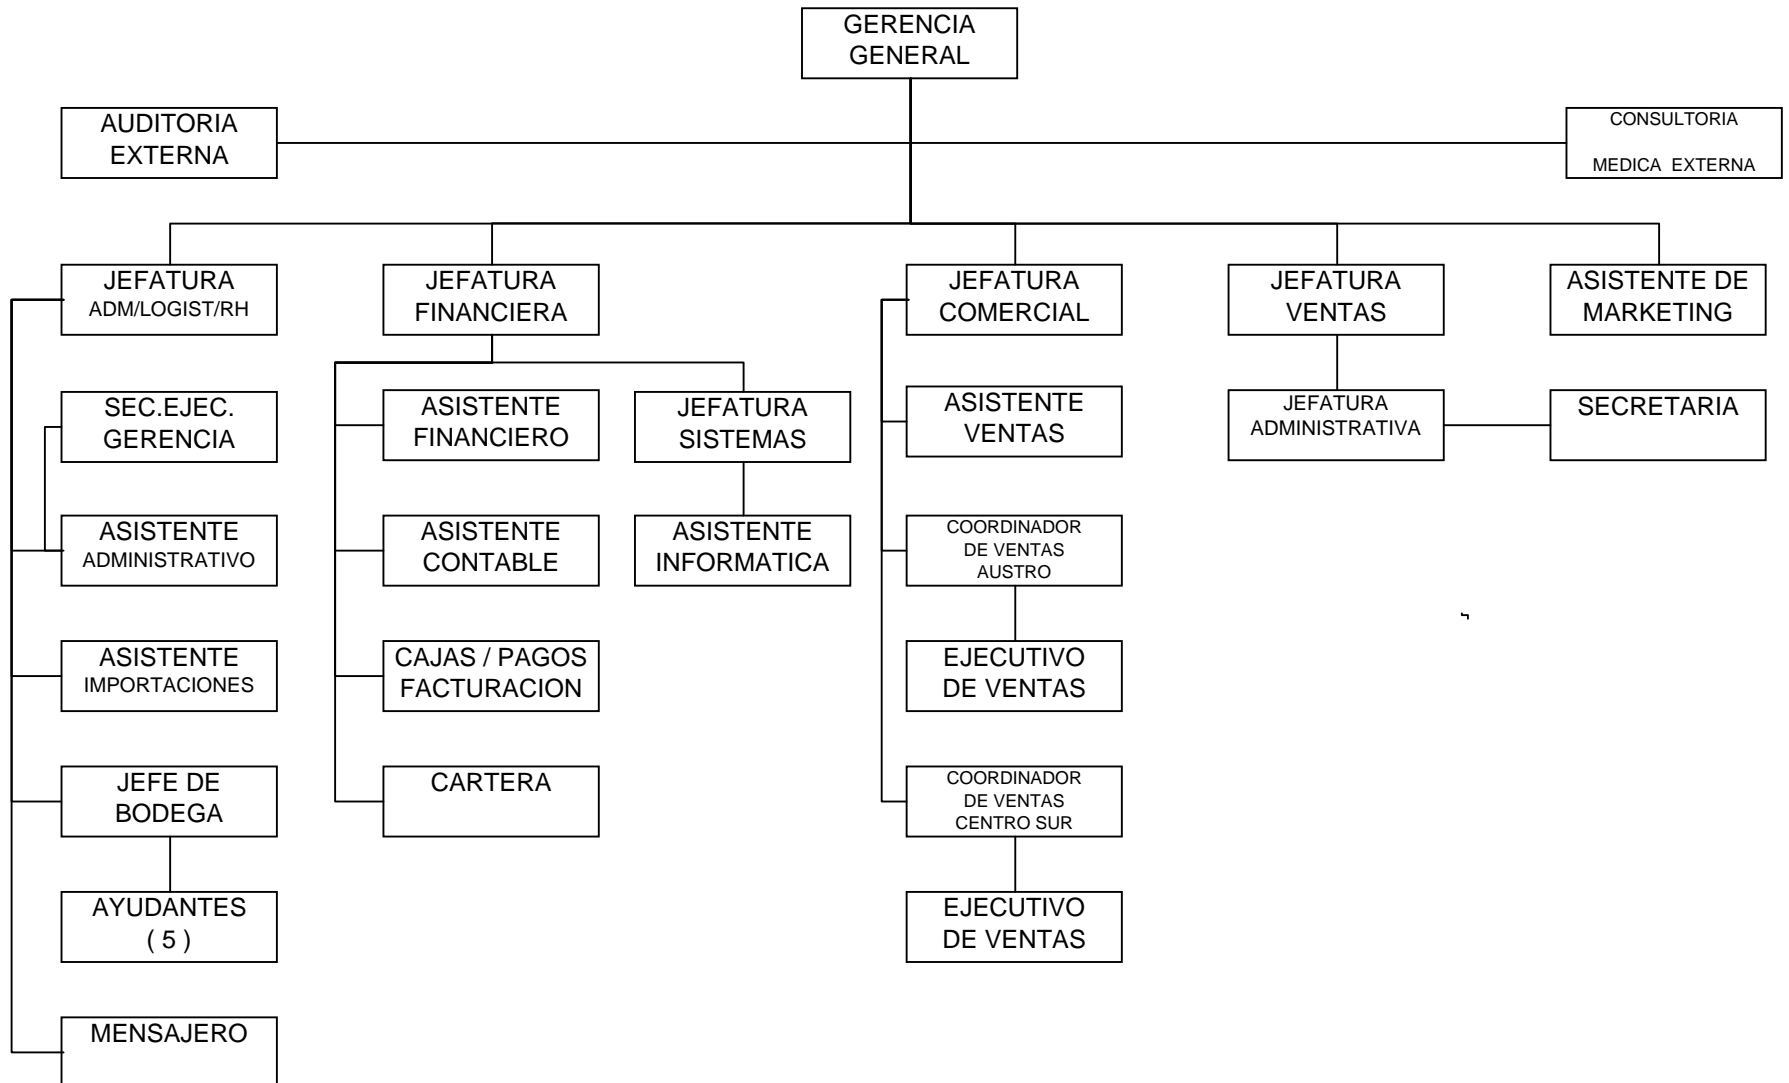 GERENCIA
GENERAL
AUDITORIA
EXTERNA
CONSULTORIA
MEDICA EXTERNA
JEFATURA
ADM/LOGIST/RH
JEFATURA
FINANCIERA
JEFATURA
COMERCIAL
JEFATURA
VENTAS
ASISTENTE DE
MARKETING
SEC.EJEC.
GERENCIA
ASISTENTE
FINANCIERO
JEFATURA
SISTEMAS
ASISTENTE
VENTAS
JEFATURA
ADMINISTRATIVA
SECRETARIA
ASISTENTE
ADMINISTRATIVO
ASISTENTE
CONTABLE
ASISTENTE
INFORMATICA
COORDINADOR
DE VENTAS
AUSTRO
ASISTENTE
IMPORTACIONES
CAJAS / PAGOS
FACTURACION
EJECUTIVO
DE VENTAS
JEFE DE
BODEGA
CARTERA
COORDINADOR
DE VENTAS
CENTRO SUR
AYUDANTES
( 5 )
EJECUTIVO
DE VENTAS
MENSAJERO